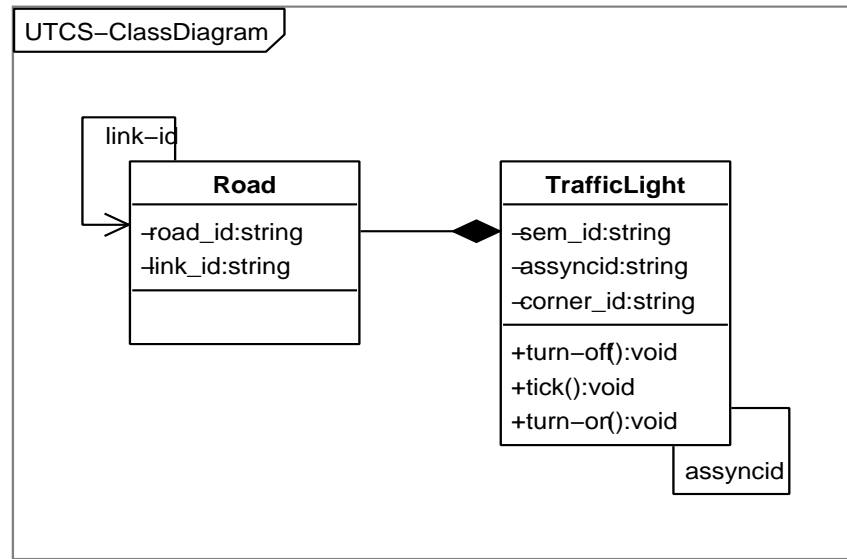 UTCS−ClassDiagram
link−id
Road
−road_id:string
−link_id:string
TrafficLight
−sem_id:string
−assyncid:string
−corner_id:string
+turn−off():void
+tick():void
+turn−on():void
assyncid